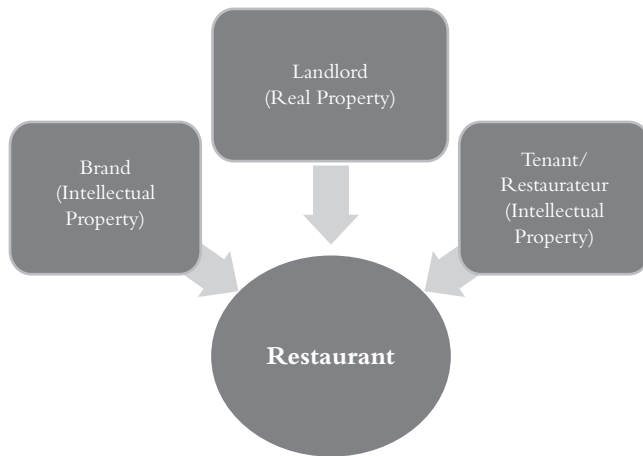 Landlord
(Real Property)
Brand
(Intellectual
Property)
Tenant/
Restaurateur
(Intellectual
Property)
Restaurant